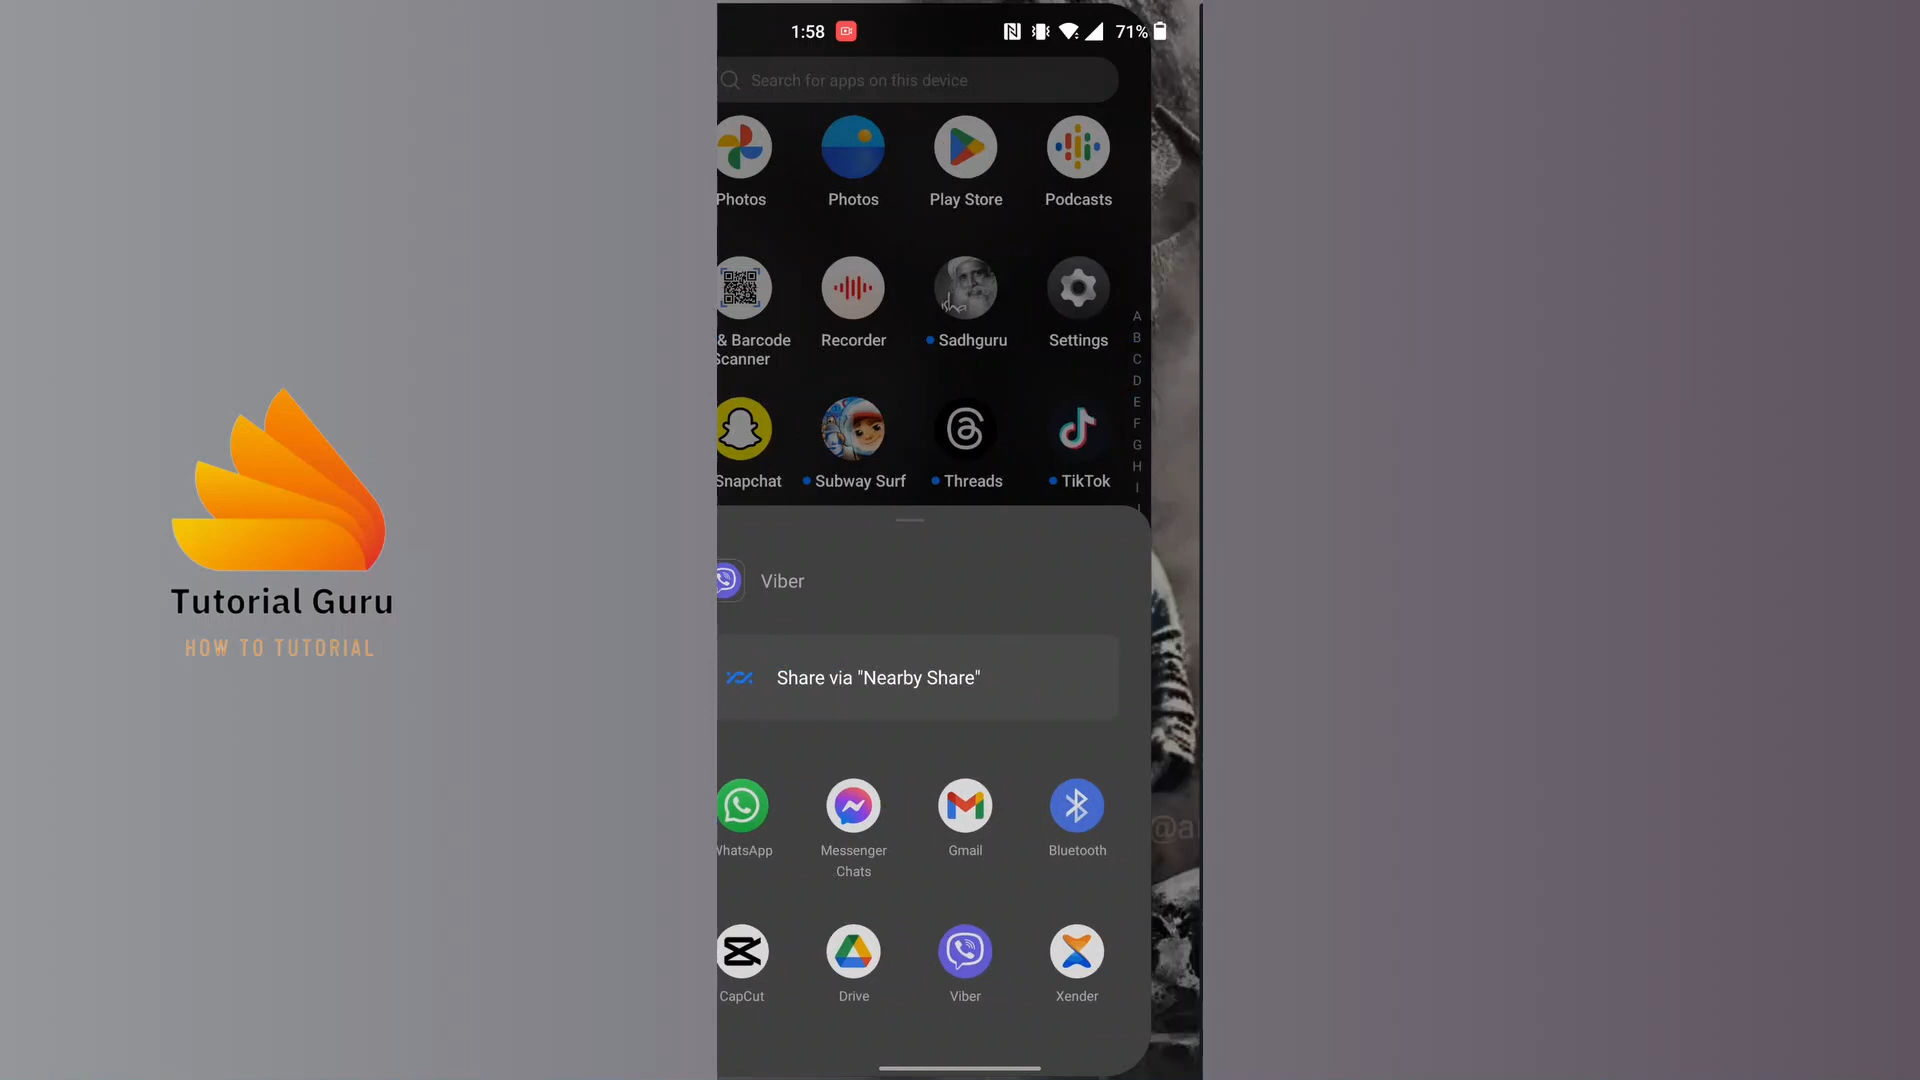 1:58
71%
Search for apps on this device
Photos
Photos
Play Store
Podcasts
& Barcode
Scanner
Recorder
Sadhguru
Settings
Snapchat
Subway Surf
Threads
TikTok
A
B
C
D
E
F
G
H
I
Tutorial Guru
HOW TO TUTORIAL
Viber
Share via "Nearby Share"
WhatsApp
Messenger
Chats
Gmail
Bluetooth
@a
CapCut
Drive
Viber
Xender